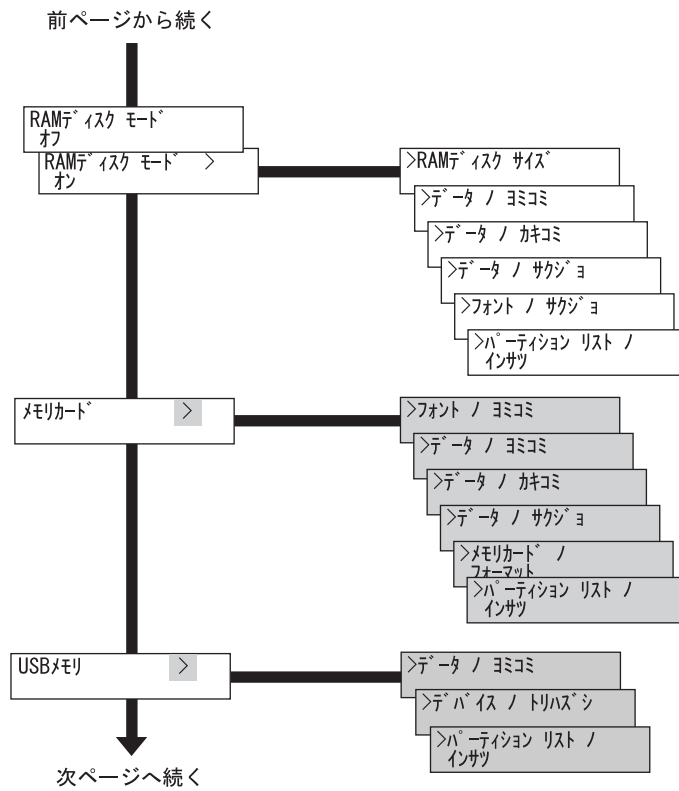 前ページから続く
RAMディスク モード
オフ
RAMディスク モード >
オン
>RAMディスク サイズ
>データ ノ ヨミコミ
>データ ノ カキコミ
>データ ノ サクジョ
>フォント ノ サクジョ
>パーティション リスト ノ
インサツ
メモリカード >
>フォント ノ ヨミコミ
>データ ノ ヨミコミ
>データ ノ カキコミ
>データ ノ サクジョ
>メモリカード ノ
フォーマット
>パーティション リスト ノ
インサツ
USBメモリ >
>データ ノ ヨミコミ
>デバイス ノ トリハズシ
>パーティション リスト ノ
インサツ
次ページへ続く